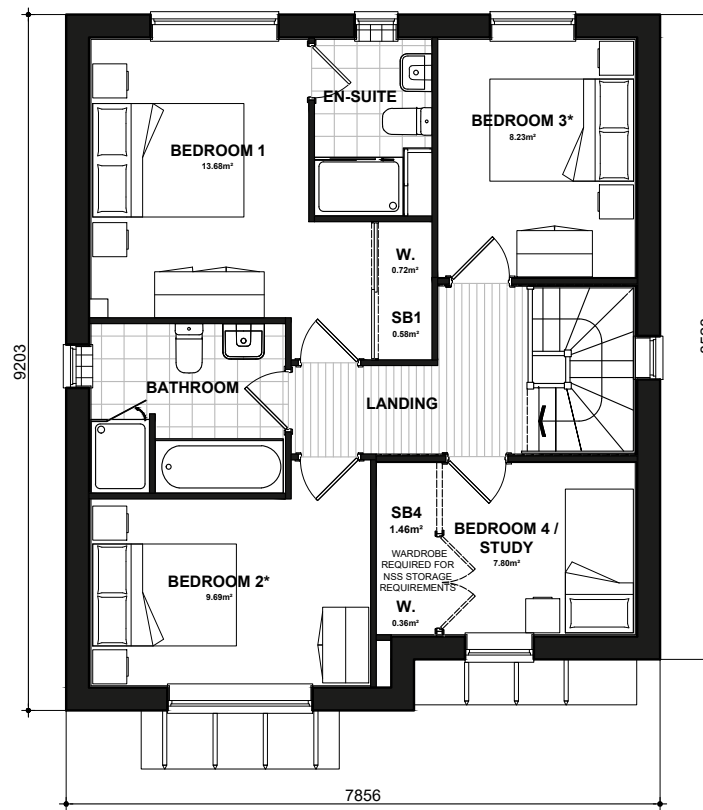 EN-SUITE
BEDROOM 3*
8.23m²
BEDROOM 1
13.68m²
W.
0.72m²
SB1
0.58m²
9203
BATHROOM
LANDING
SB4
1.46m²
WARDROBE
REQUIRED FOR
NSS STORAGE
REQUIREMENTS
W.
0.36m²
BEDROOM 4 /
STUDY
7.80m²
BEDROOM 2*
9.69m²
7856